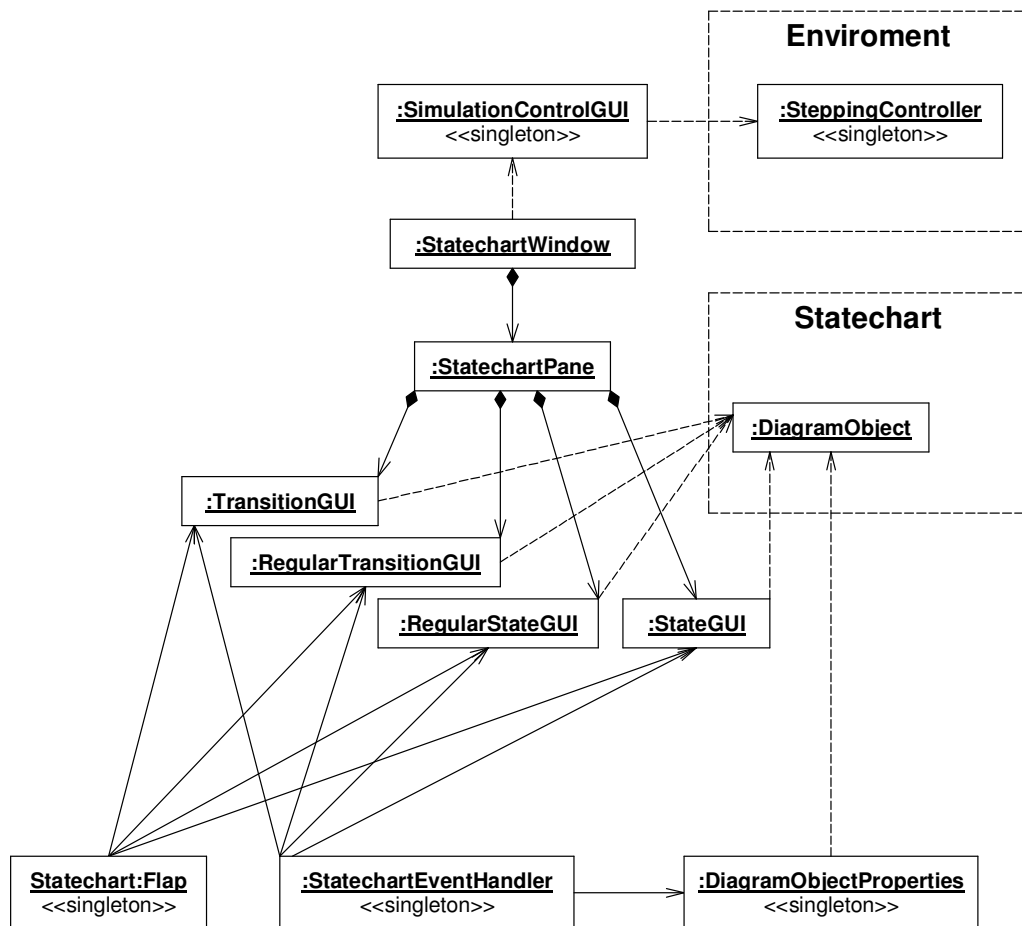 Enviroment
:SimulationControlGUI
<<singleton>>
:SteppingController
<<singleton>>
:StatechartWindow
Statechart
:StatechartPane
:DiagramObject
:TransitionGUI
:RegularTransitionGUI
:RegularStateGUI
:StateGUI
Statechart:Flap
<<singleton>>
:StatechartEventHandler
<<singleton>>
:DiagramObjectProperties
<<singleton>>